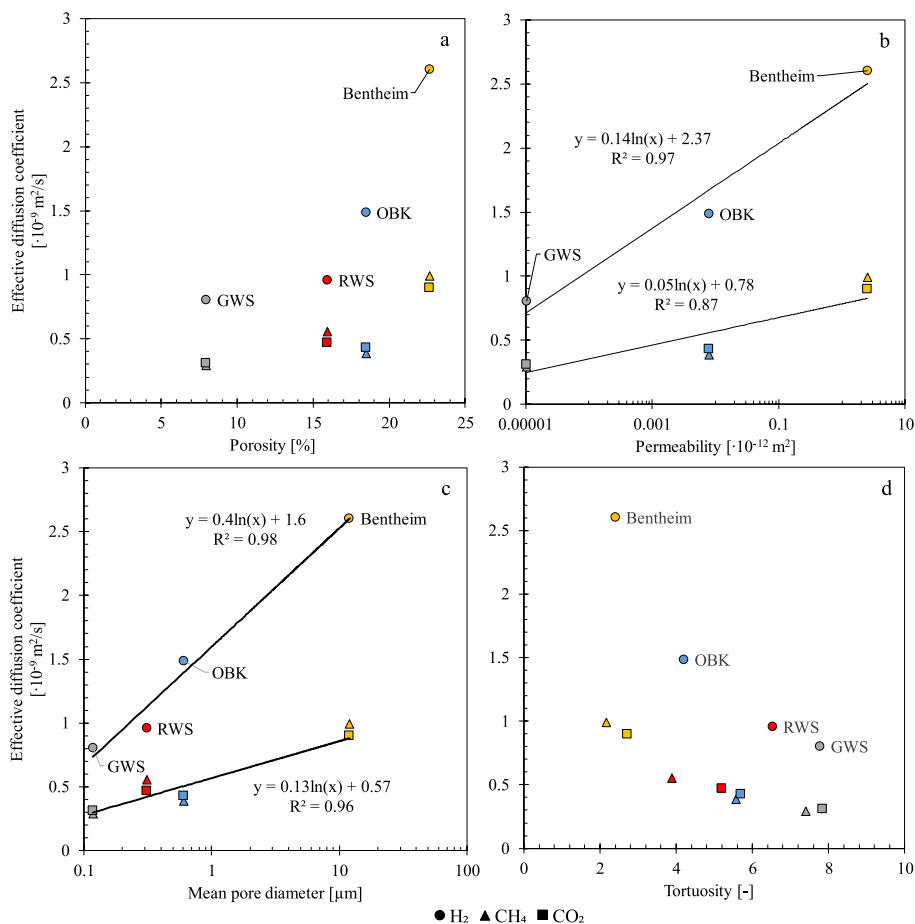 3
2.5
2
1.5
1
0.5
0
0
5
10
15
20
25
Porosity [%]
Effective diffusion coefficient
[·10⁻⁹ m²/s]
a
Bentheim
OBK
RWS
GWS
3
2.5
2
1.5
1
0.5
0
0.00001
0.001
0.1
10
Permeability [·10⁻¹² m²]
b
Bentheim
y = 0.14ln(x) + 2.37
R² = 0.97
OBK
GWS
y = 0.05ln(x) + 0.78
R² = 0.87
3
2.5
2
1.5
1
0.5
0
0.1
1
10
100
Mean pore diameter [µm]
Effective diffusion coefficient
[·10⁻⁹ m²/s]
c
y = 0.4ln(x) + 1.6
R² = 0.98
Bentheim
OBK
RWS
GWS
y = 0.13ln(x) + 0.57
R² = 0.96
3
2.5
2
1.5
1
0.5
0
0
2
4
6
8
10
Tortuosity [-]
d
Bentheim
OBK
RWS
GWS
H₂ CH₄ CO₂